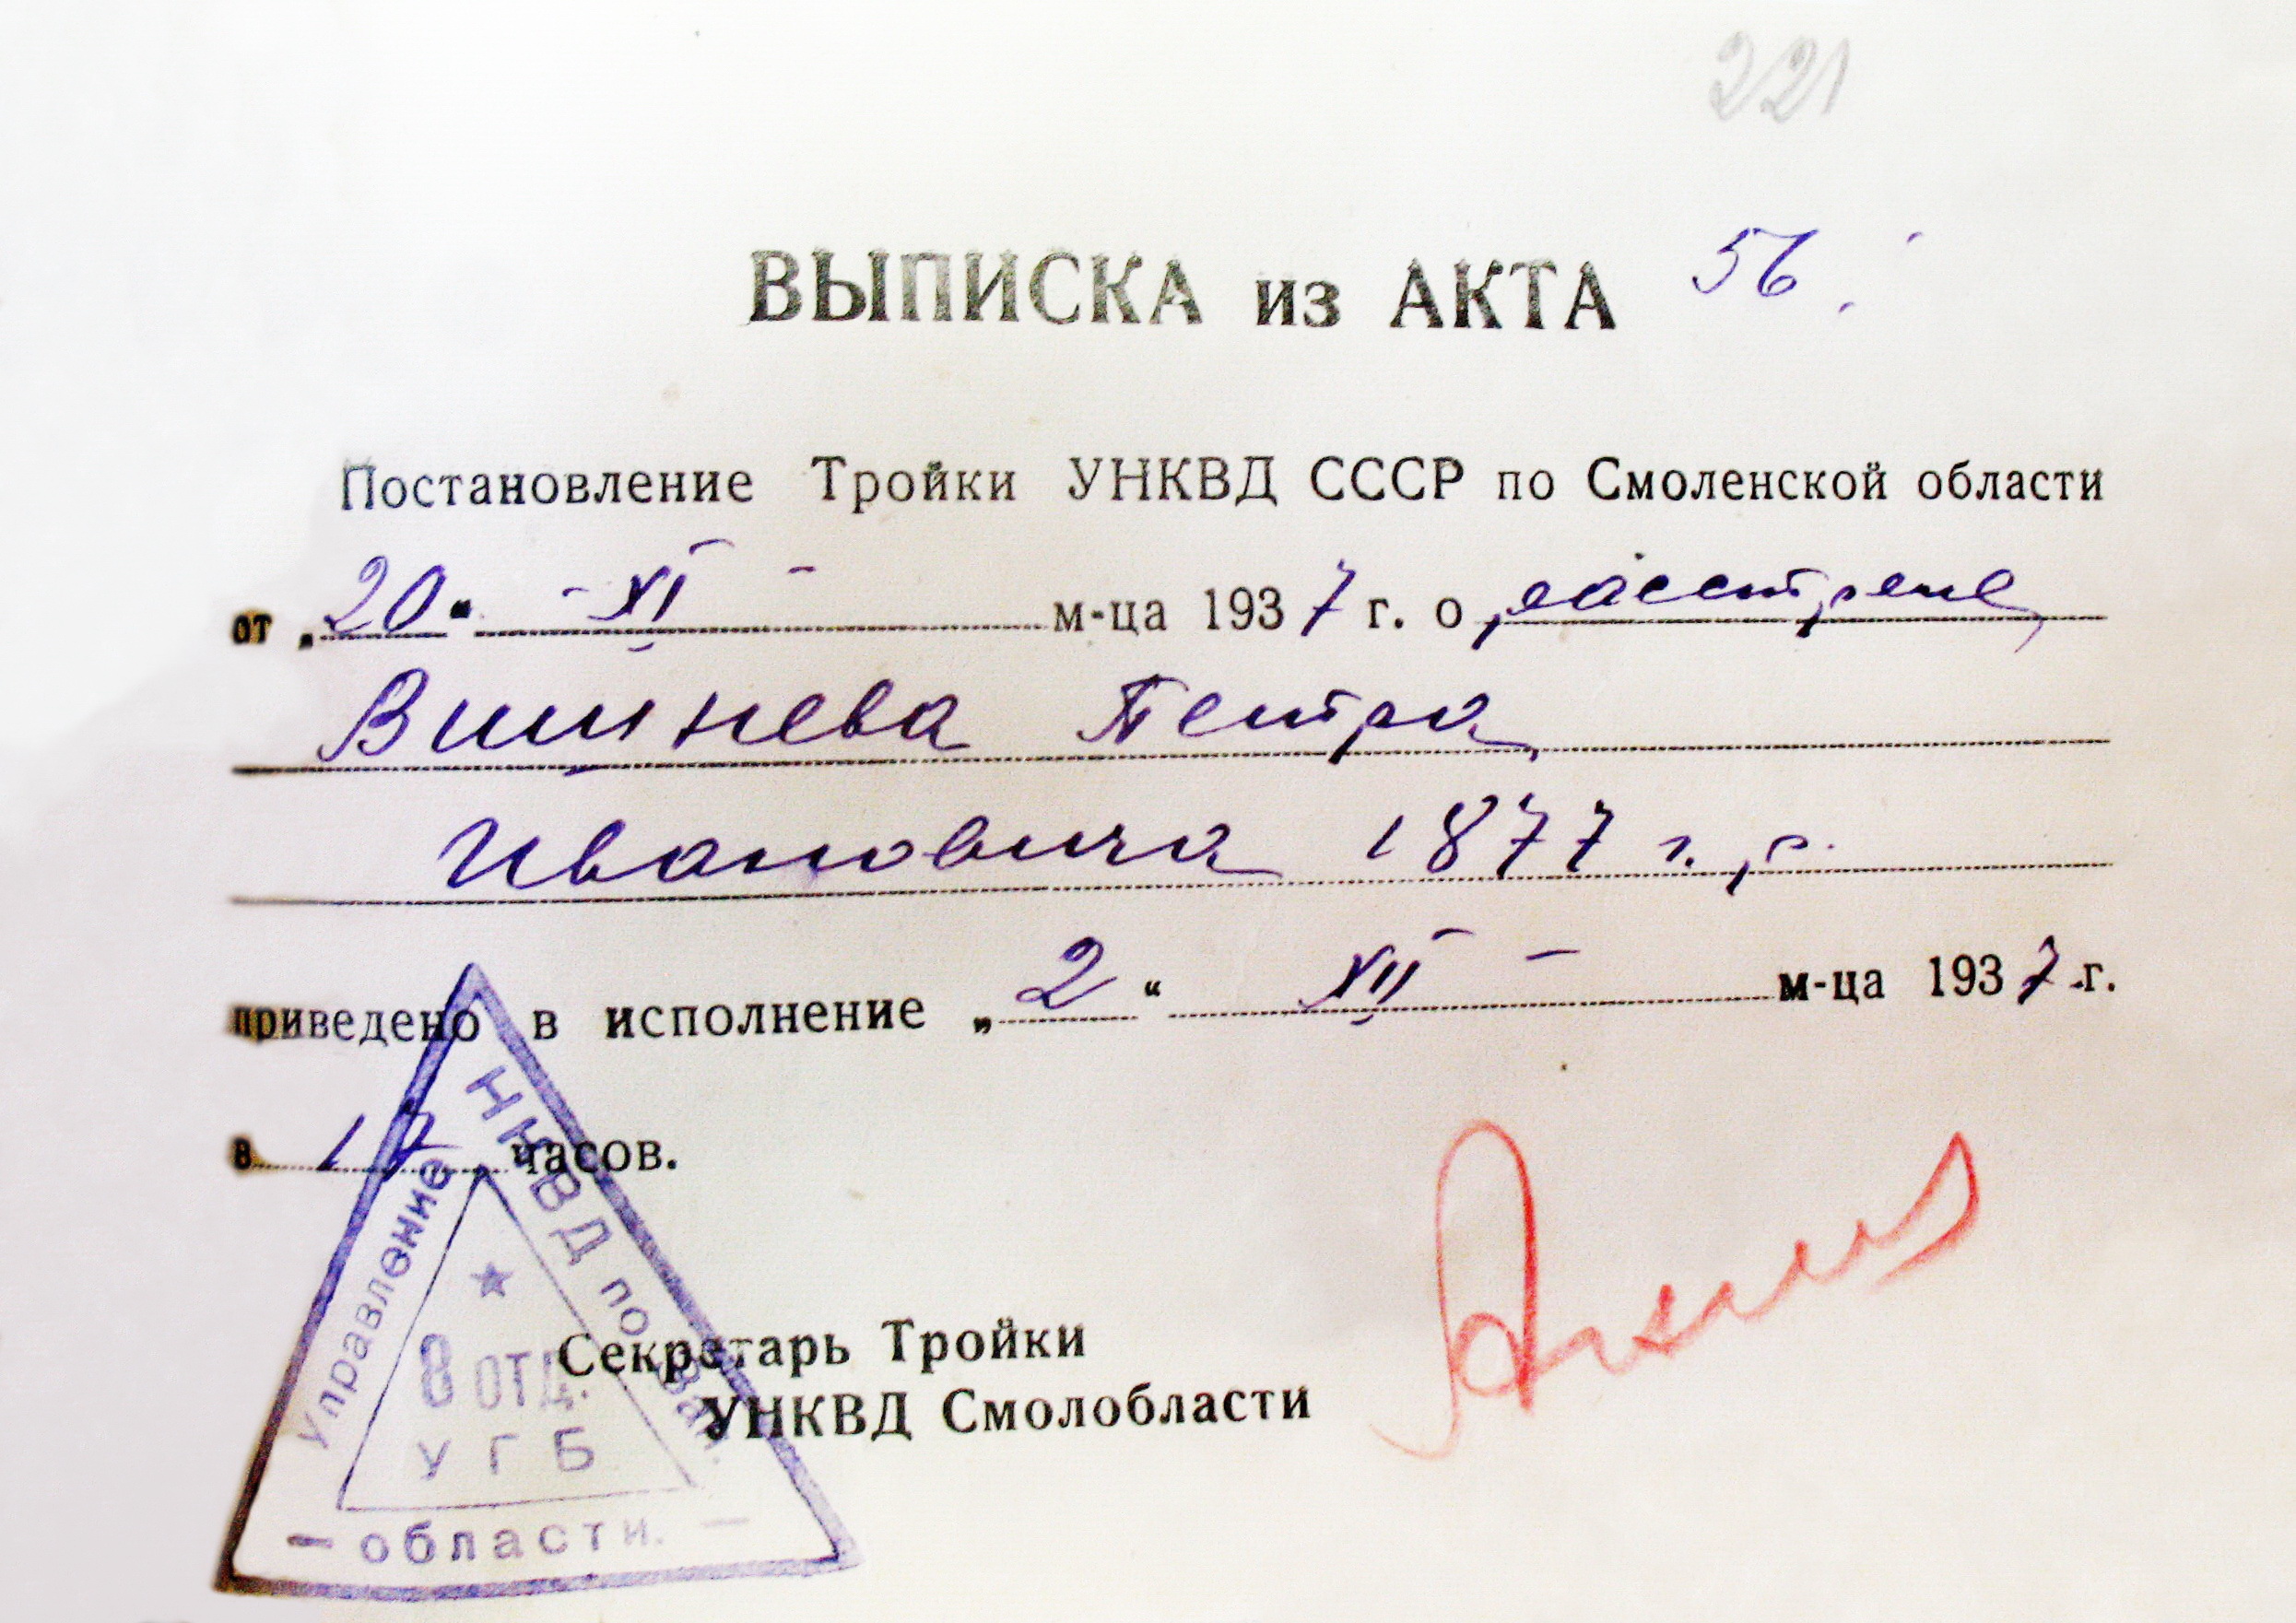 221
ВЫПИСКА из АКТА 56.
Постановление Тройки УНКВД СССР по Смоленской области
от „20“ - XI - м-ца 1937 г. о расстреле
Вишнева Петра
Ивановича 1877 г.р.
приведено в исполнение „2“ XII - м-ца 1937 г.
в 12 часов.
Секретарь Тройки
УНКВД Смолобласти
Управление
НКВД по Зап.
- области. -
8 ОТД.
УГБ